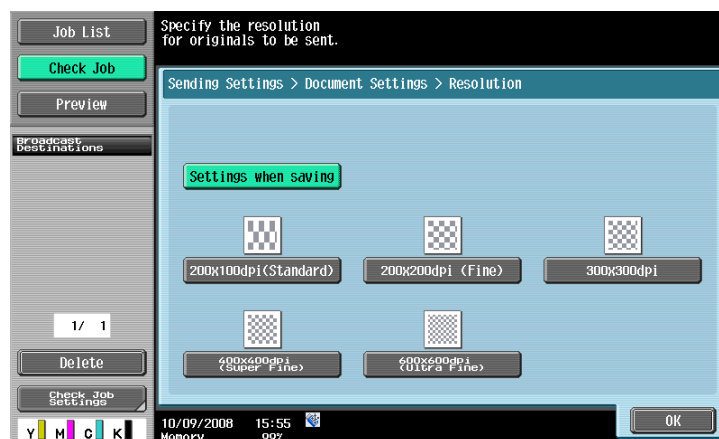 Job List
Check Job
Preview
Broadcast
Destinations
1/ 1
Delete
Check Job
Settings
Y M C K
Specify the resolution
for originals to be sent.
Sending Settings > Document Settings > Resolution
Settings when saving
200x100dpi(Standard)
200x200dpi (Fine)
300x300dpi
400x400dpi
(Super Fine)
600x600dpi
(Ultra Fine)
10/09/2008 15:55
Memory 99%
OK